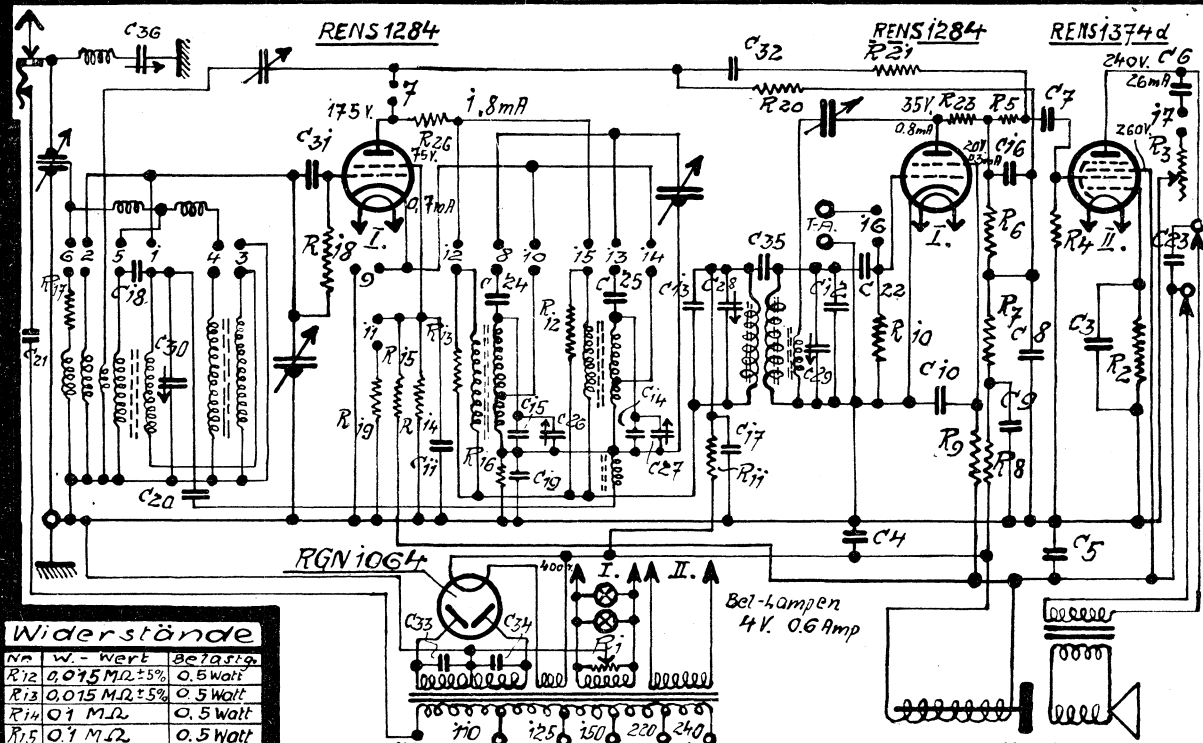 RENS1284
RENS1284
RENS1374d
C36
C32
R21
240V.
C6
26mA
R20
7
175V.
1,8mA
R26
75V.
C31
0,7mA
I.
35V.
0.8mA
R23
R5
C7
20V
C16
I.
260V.
17
R3
T-A.
16
R4
II.
C23
R6
6 2 5 1 4 3
R18
9
12 8 10 15 13 14
R17
C18
C24
C25
C13
C28
C35
C12
C22
C21
C30
11
R15
R13
R12
R10
R7
C8
C3
R2
C29
R19
R14
C11
C15
C26
C14
C27
R16
C19
C17
R11
C10
C9
R9
R8
C20
C4
C5
RGN1064
400V.
I.
II.
Bel-Lampen
4V. 0.6 Amp
C33
C34
R1
110 125 150 220 240
Widerstände
Nr W.-Wert Belastg.
R12 0,015 MΩ ±5% 0.5 Watt
R13 0,015 MΩ ±5% 0.5 Watt
R14 0,1 MΩ 0.5 Watt
R15 0.1 MΩ 0.5 Watt